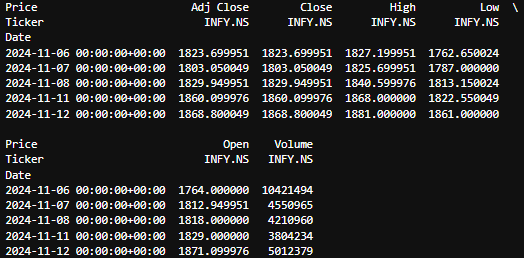 Price Adj Close Close High Low \
Ticker INFY.NS INFY.NS INFY.NS INFY.NS
Date
2024-11-06 00:00:00+00:00 1823.699951 1823.699951 1827.199951 1762.650024
2024-11-07 00:00:00+00:00 1803.050049 1803.050049 1825.699951 1787.000000
2024-11-08 00:00:00+00:00 1829.949951 1829.949951 1840.599976 1813.150024
2024-11-11 00:00:00+00:00 1860.099976 1860.099976 1868.000000 1822.550049
2024-11-12 00:00:00+00:00 1868.800049 1868.800049 1881.000000 1861.000000
Price Open Volume
Ticker INFY.NS INFY.NS
Date
2024-11-06 00:00:00+00:00 1764.000000 10421494
2024-11-07 00:00:00+00:00 1812.949951 4550965
2024-11-08 00:00:00+00:00 1818.000000 4210960
2024-11-11 00:00:00+00:00 1829.000000 3804234
2024-11-12 00:00:00+00:00 1871.099976 5012379